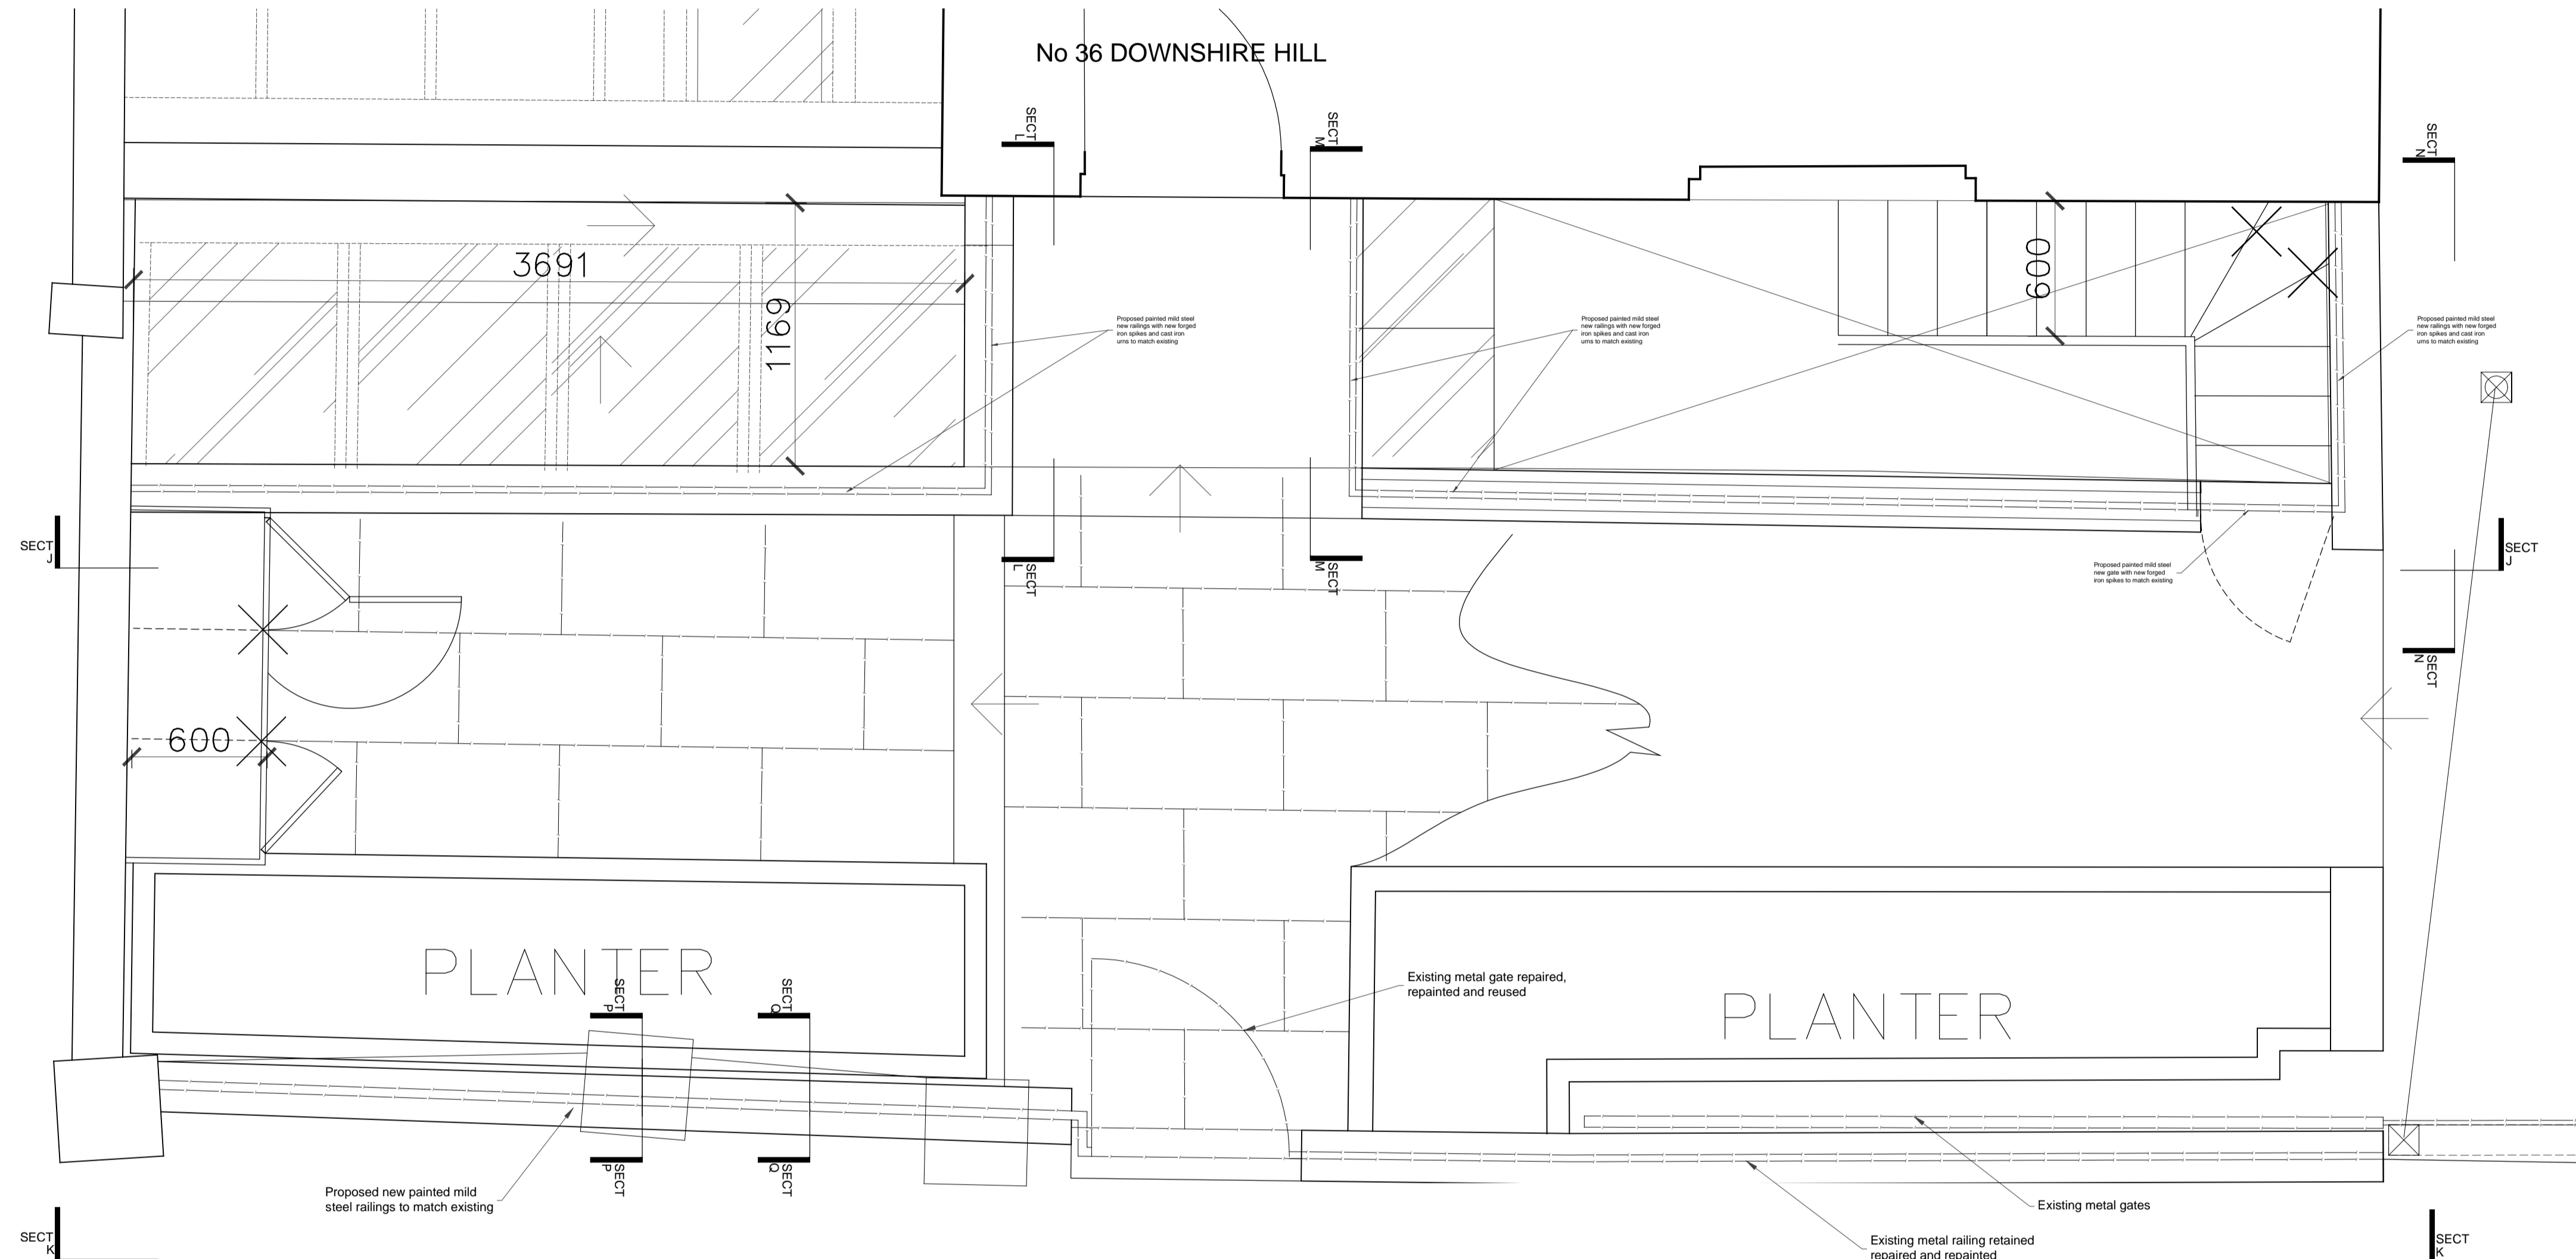 No 36 DOWNSHIRE HILL
SECT
L
SECT
M
SECT
N
3691
1169
600
Proposed painted mild steel
new railings with new forged
iron spikes and cast iron
urns to match existing
Proposed painted mild steel
new railings with new forged
iron spikes and cast iron
urns to match existing
Proposed painted mild steel
new railings with new forged
iron spikes and cast iron
urns to match existing
SECT
J
SECT
L
SECT
M
Proposed painted mild steel
new gate with new forged
iron spikes to match existing
SECT
J
SECT
N
600
PLANTER
SECT
P
SECT
Q
Existing metal gate repaired,
repainted and reused
PLANTER
SECT
P
SECT
Q
Proposed new painted mild
steel railings to match existing
Existing metal gates
Existing metal railing retained
repaired and repainted
SECT
K
SECT
K